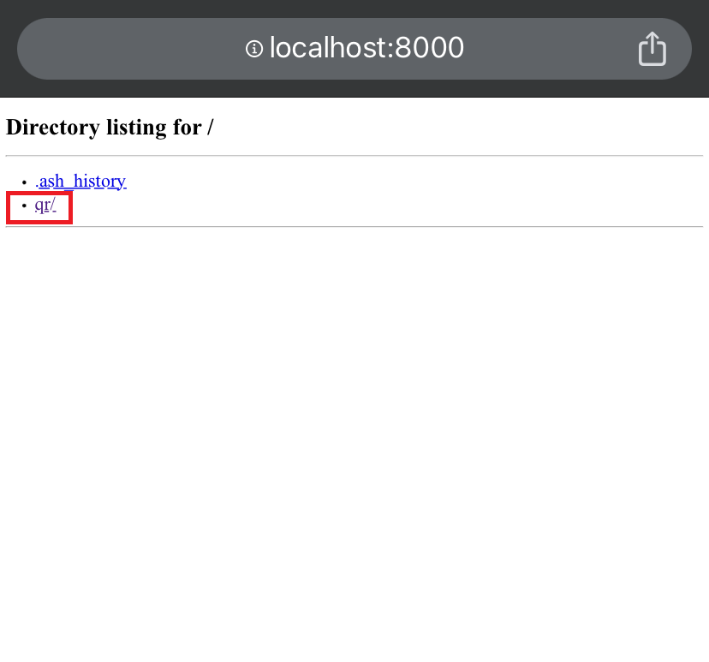 localhost:8000
Directory listing for /
.ash_history
qr/